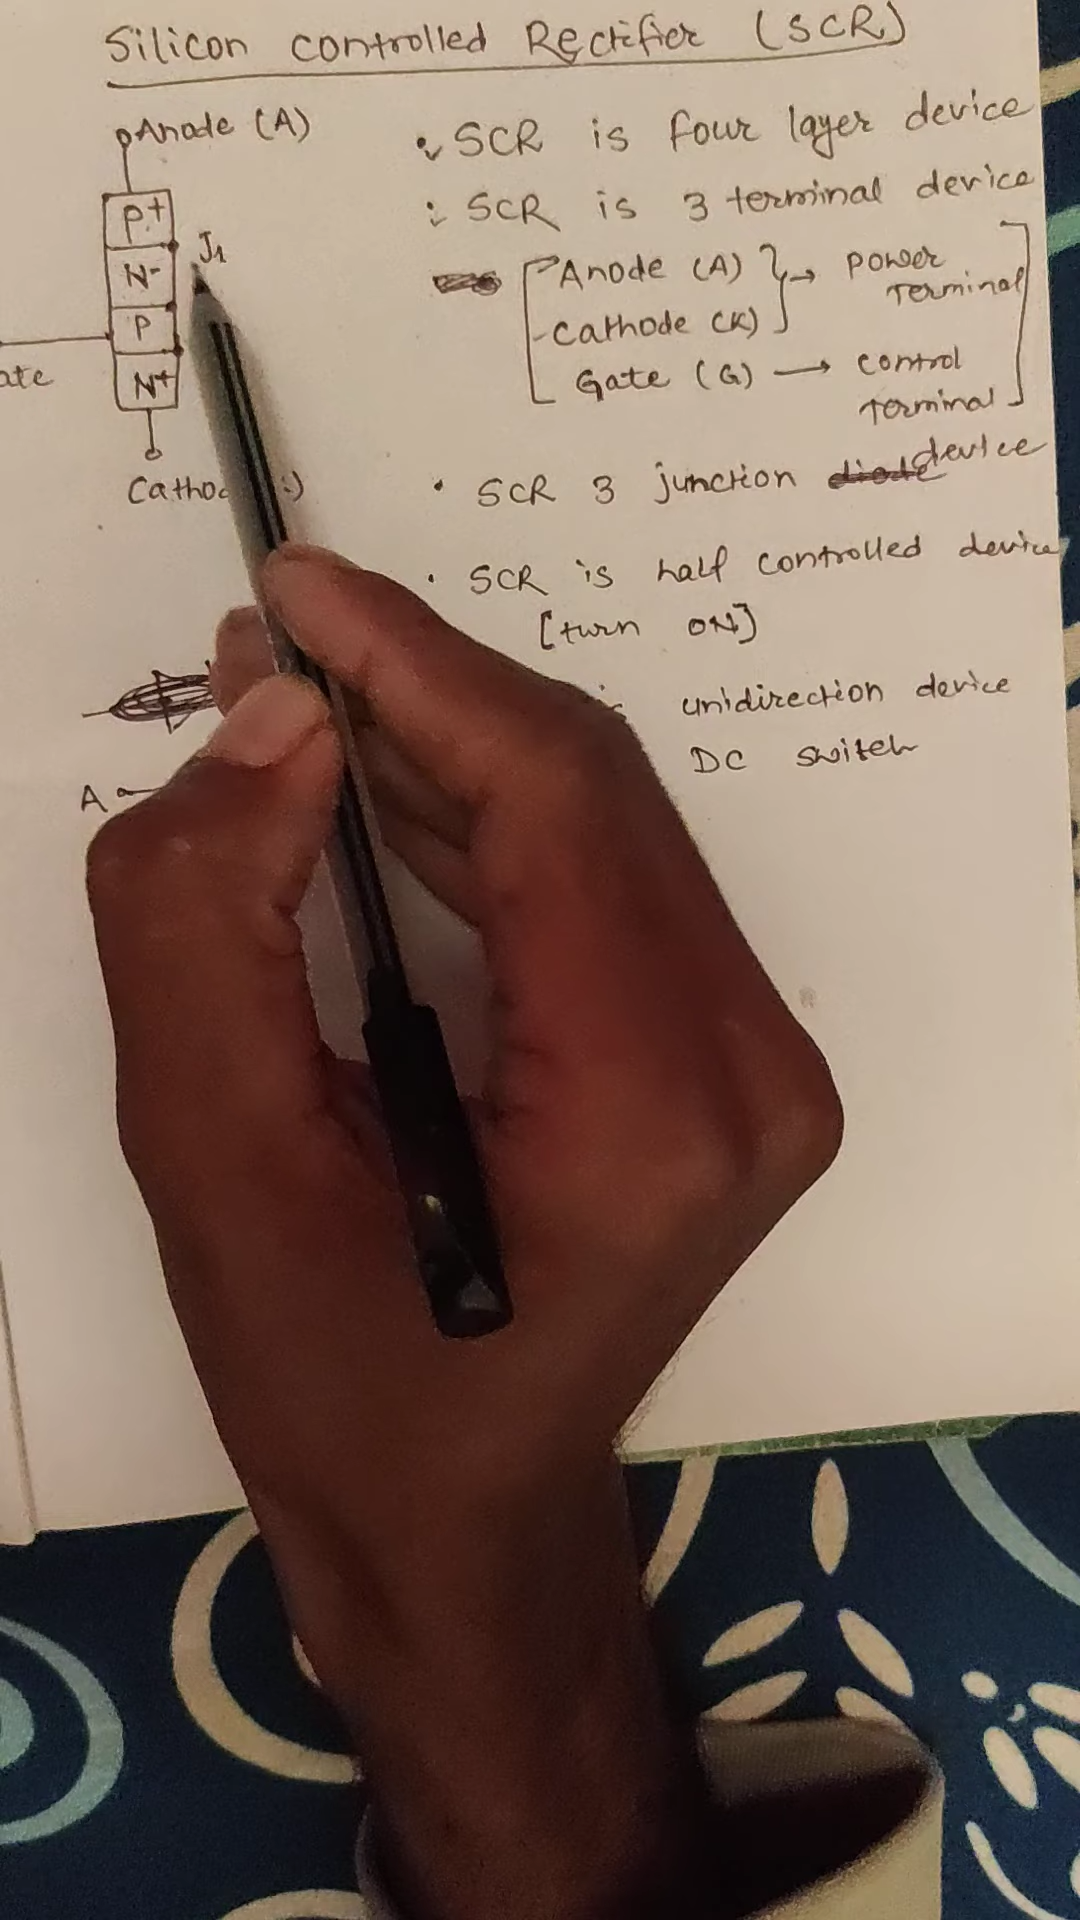 Silicon controlled Rectifier (SCR)
Anode (A)
P+
J1
N-
P
ate
N+
A
• SCR is four layer device
: SCR is 3 terminal device
Anode (A) } → power terminal
- Cathode (K)
Gate (G) → control terminal
• SCR 3 junction device
• SCR is half controlled device
[turn ON]
unidirection device
DC switch